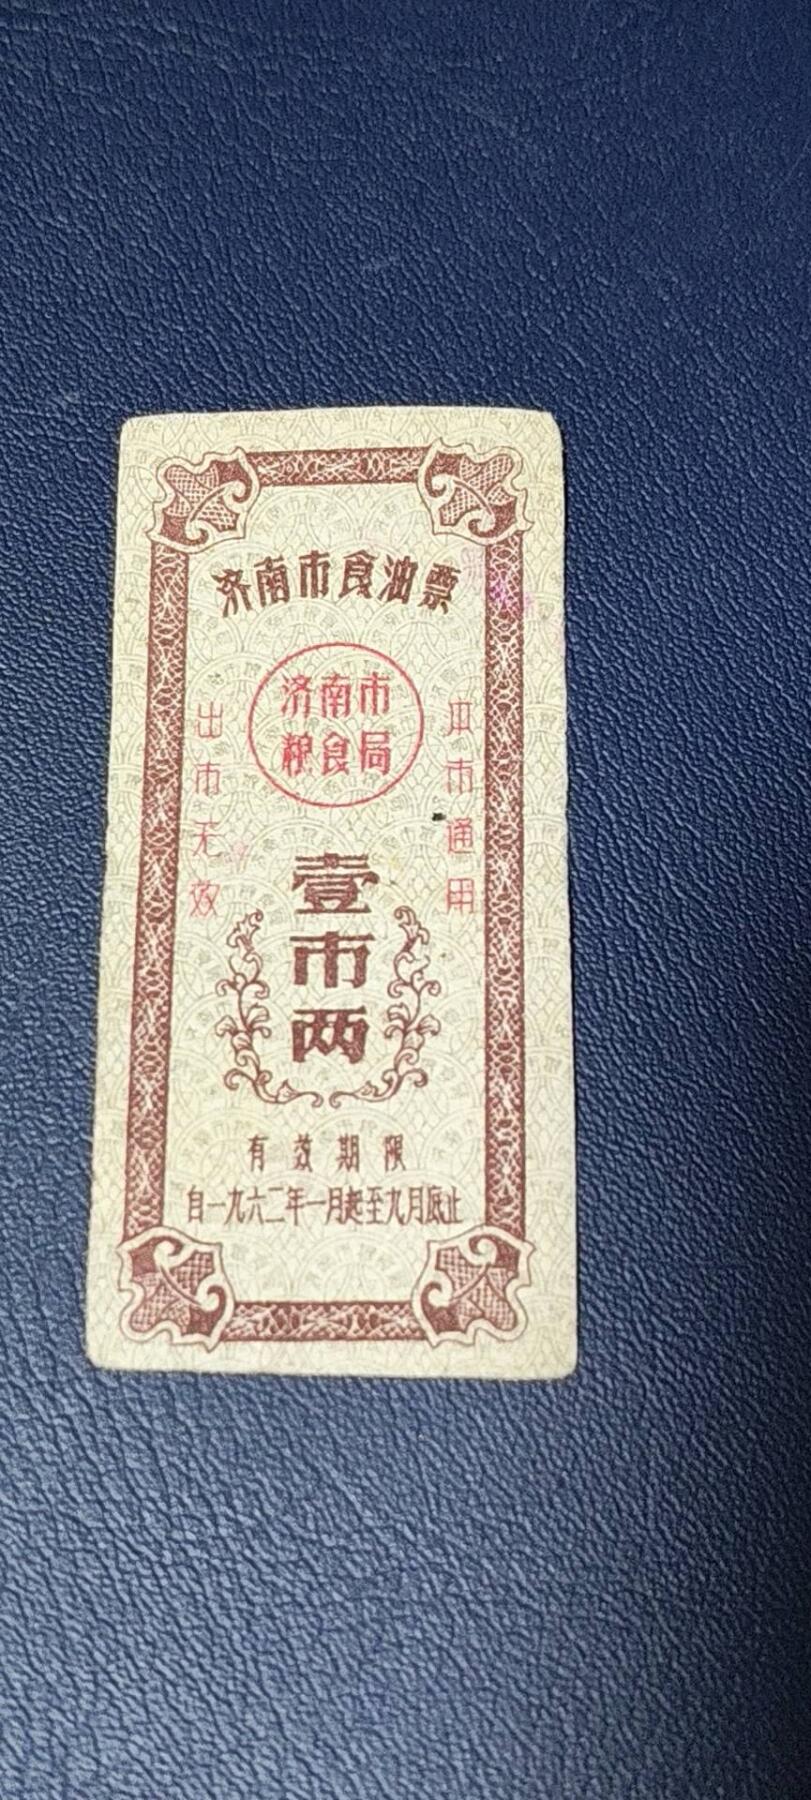 济南市食油票
济南市
粮食局
本市通用
出市无效
壹市两
有效期限
自一九六二年一月起至九月底止